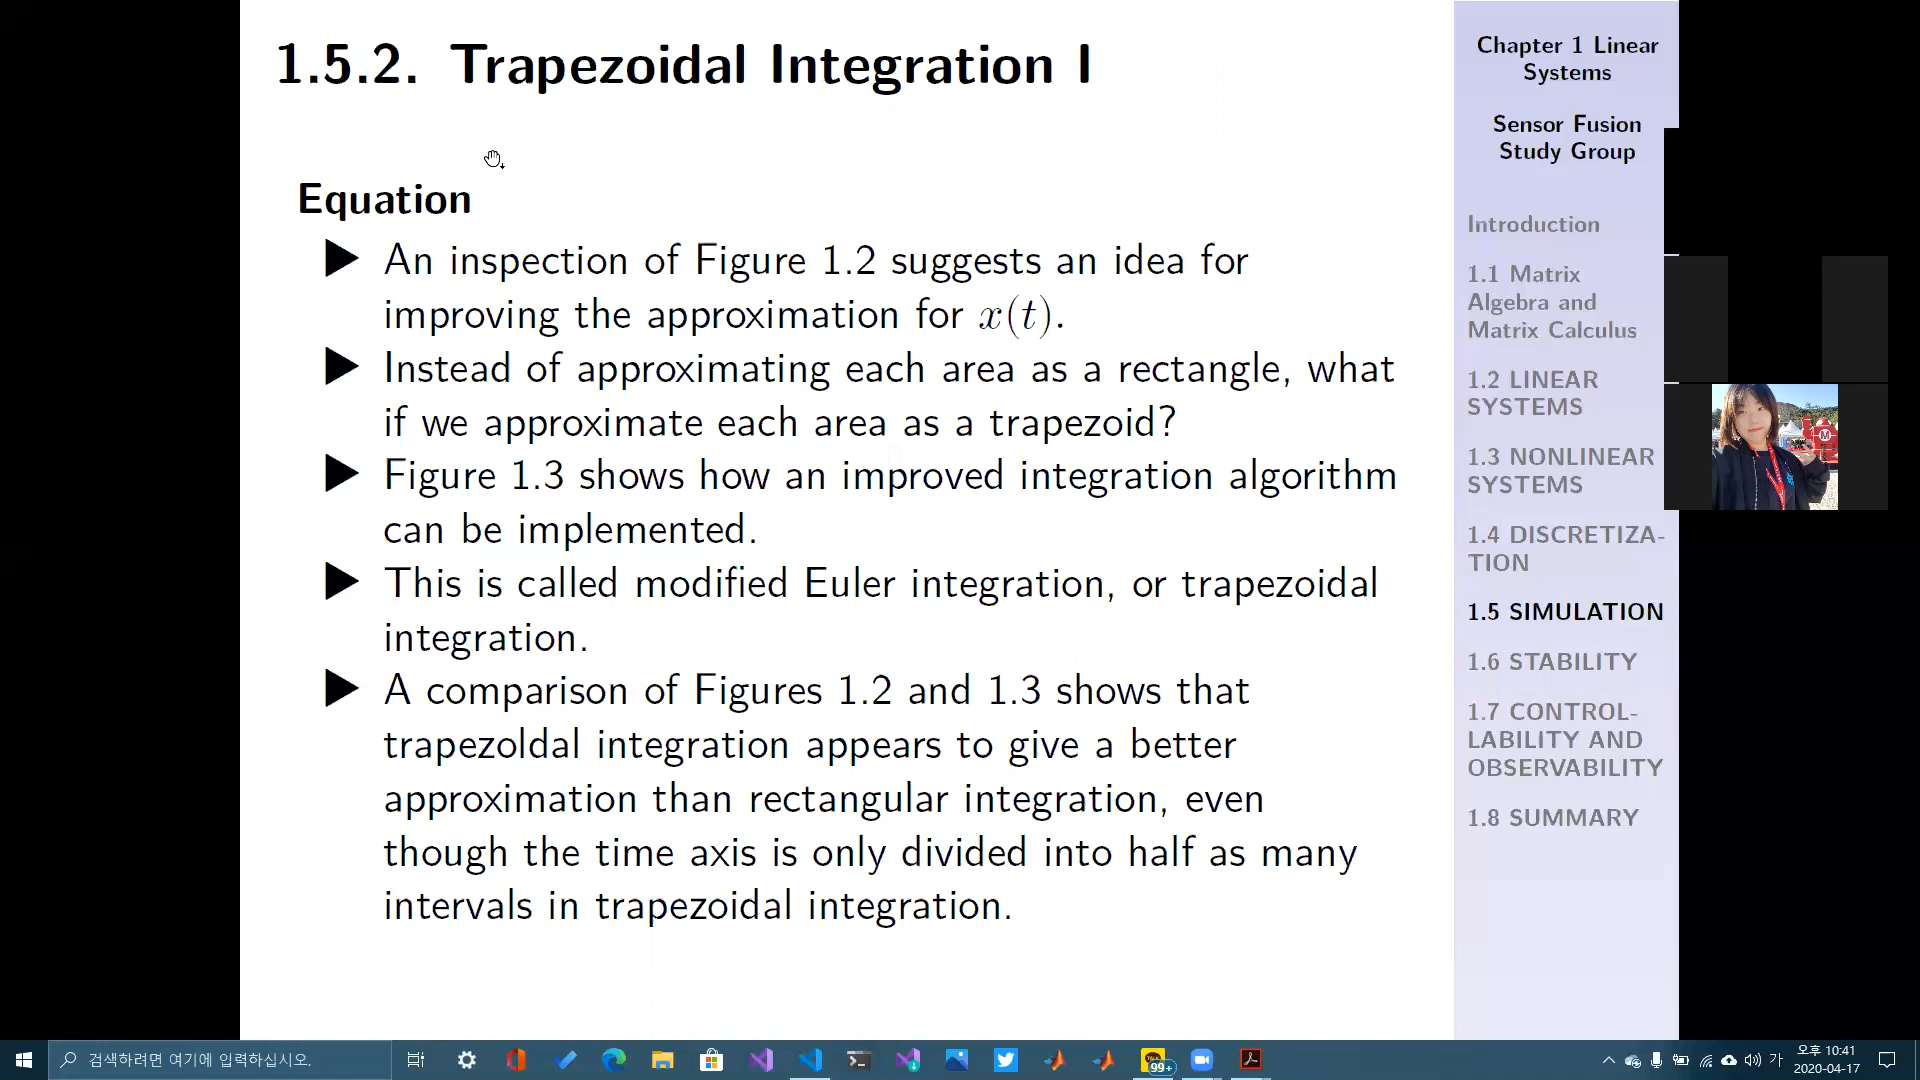 1.5.2. Trapezoidal Integration I
Equation
An inspection of Figure 1.2 suggests an idea for
improving the approximation for x(t).
Instead of approximating each area as a rectangle, what
if we approximate each area as a trapezoid?
Figure 1.3 shows how an improved integration algorithm
can be implemented.
This is called modified Euler integration, or trapezoidal
integration.
A comparison of Figures 1.2 and 1.3 shows that
trapezoldal integration appears to give a better
approximation than rectangular integration, even
though the time axis is only divided into half as many
intervals in trapezoidal integration.
Chapter 1 Linear
Systems
Sensor Fusion
Study Group
Introduction
1.1 Matrix
Algebra and
Matrix Calculus
1.2 LINEAR
SYSTEMS
1.3 NONLINEAR
SYSTEMS
1.4 DISCRETIZA-
TION
1.5 SIMULATION
1.6 STABILITY
1.7 CONTROL-
LABILITY AND
OBSERVABILITY
1.8 SUMMARY
M
검색하려면 여기에 입력하십시오.
99+
가
오후 10:41
2020-04-17